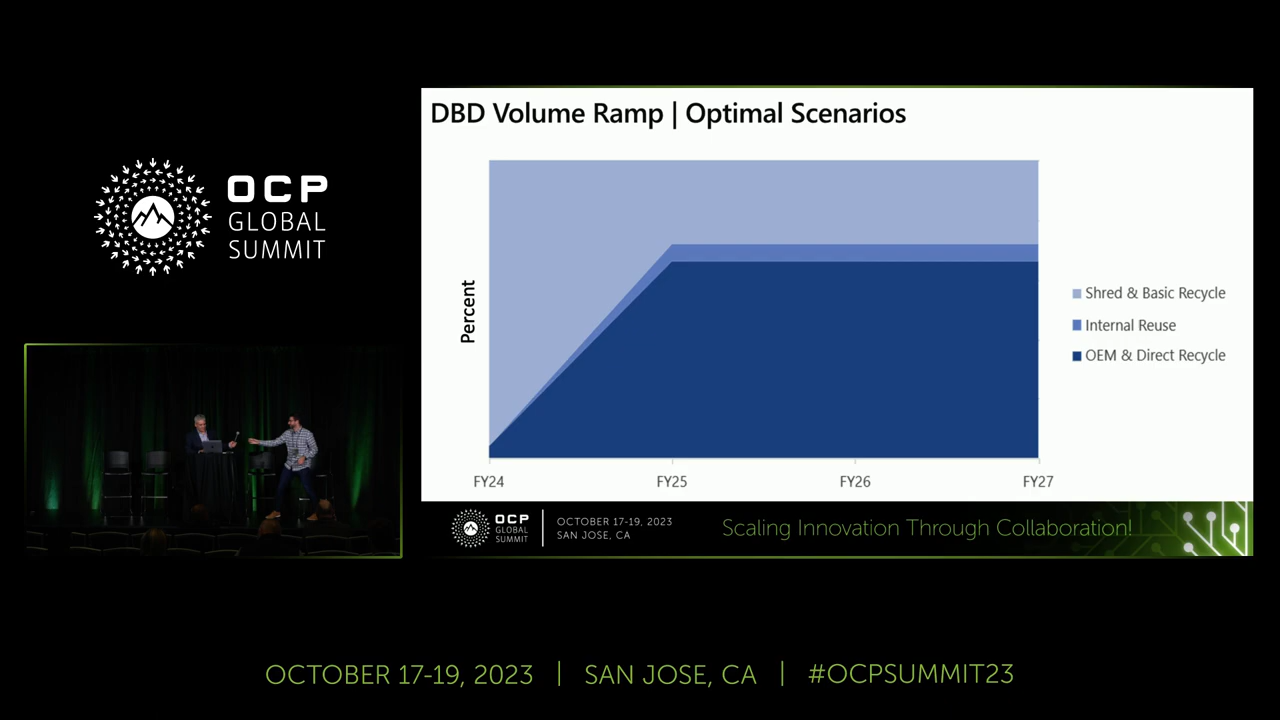 OCP
GLOBAL
SUMMIT
DBD Volume Ramp | Optimal Scenarios
Percent
Shred & Basic Recycle
Internal Reuse
OEM & Direct Recycle
FY24
FY25
FY26
FY27
OCP
GLOBAL
SUMMIT
OCTOBER 17-19, 2023
SAN JOSE, CA
Scaling Innovation Through Collaboration!
OCTOBER 17-19, 2023 | SAN JOSE, CA | #OCPSUMMIT23